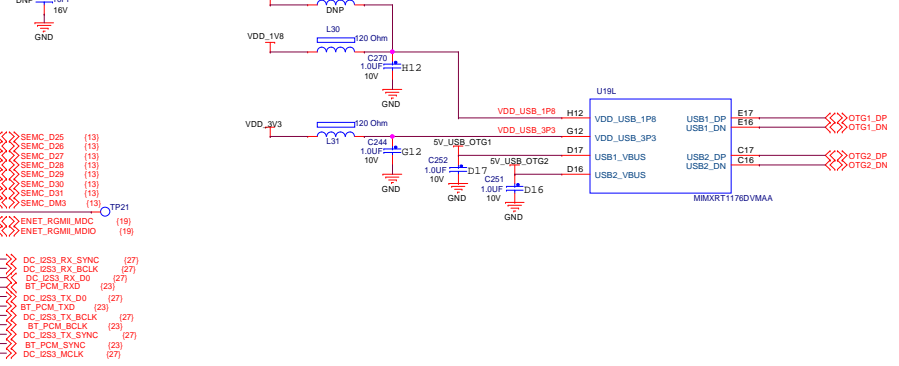 DNP
16V
GND
DNP
L30
VDD_1V8
120 Ohm
C270
1.0UF
H12
10V
GND
VDD_3V3
120 Ohm
L31
C244
1.0UF
G12
10V
GND
VDD_USB_1P8
H12
VDD_USB_3P3
G12
5V_USB_OTG1
D17
C252
1.0UF
D17
10V
GND
5V_USB_OTG2
D16
C251
1.0UF
D16
10V
GND
U19L
VDD_USB_1P8
VDD_USB_3P3
USB1_VBUS
USB2_VBUS
USB1_DP
USB1_DN
USB2_DP
USB2_DN
E17
E16
C17
C16
OTG1_DP
OTG1_DN
OTG2_DP
OTG2_DN
MIMXRT1176DVMAA
SEMC_D25 {13}
SEMC_D26 {13}
SEMC_D27 {13}
SEMC_D28 {13}
SEMC_D29 {13}
SEMC_D30 {13}
SEMC_D31 {13}
SEMC_DM3 {13}
TP21
ENET_RGMII_MDC {19}
ENET_RGMII_MDIO {19}
DC_I2S3_RX_SYNC {27}
DC_I2S3_RX_BCLK {27}
DC_I2S3_RX_D0 {27}
BT_PCM_RXD {23}
DC_I2S3_TX_D0 {27}
BT_PCM_TXD {23}
DC_I2S3_TX_BCLK {27}
BT_PCM_BCLK {23}
DC_I2S3_TX_SYNC {27}
BT_PCM_SYNC {23}
DC_I2S3_MCLK {27}